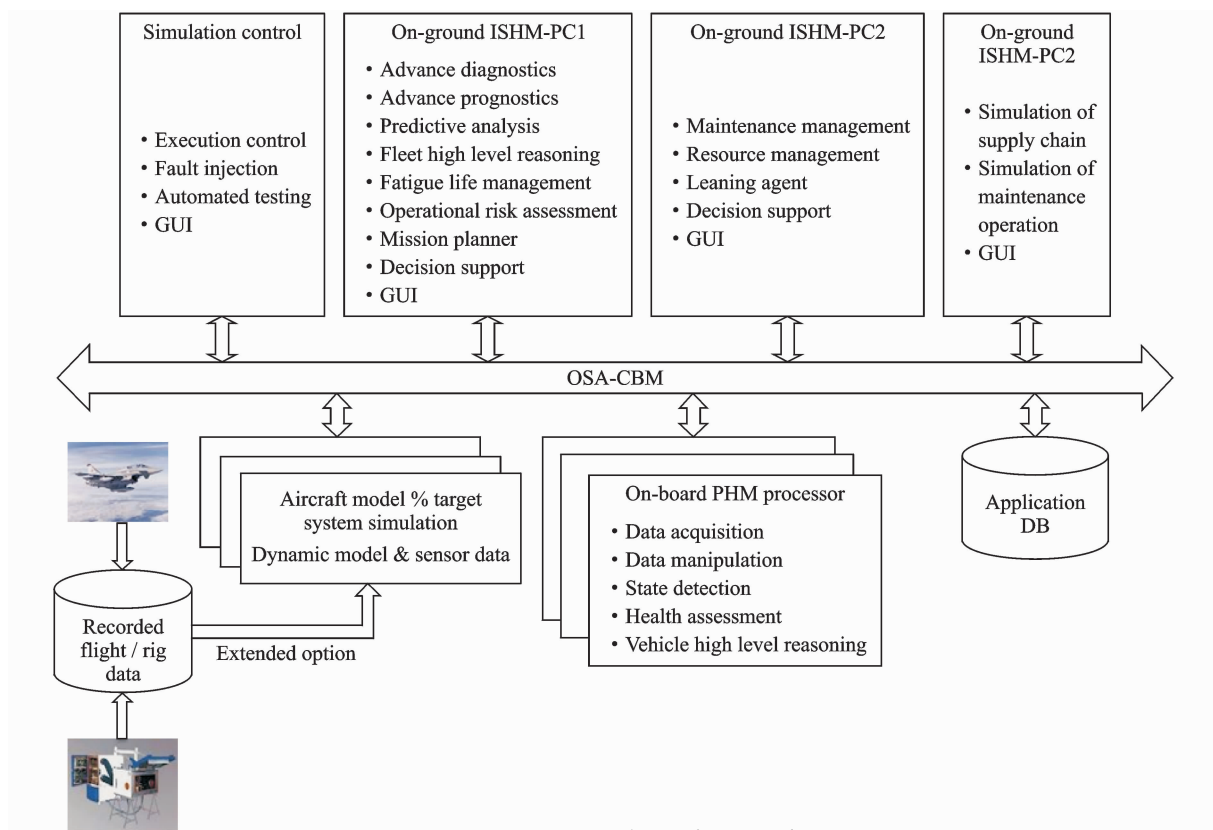 Simulation control
• Execution control
• Fault injection
• Automated testing
• GUI
On-ground ISHM-PC1
• Advance diagnostics
• Advance prognostics
• Predictive analysis
• Fleet high level reasoning
• Fatigue life management
• Operational risk assessment
• Mission planner
• Decision support
• GUI
On-ground ISHM-PC2
• Maintenance management
• Resource management
• Leaning agent
• Decision support
• GUI
On-ground
ISHM-PC2
• Simulation of
supply chain
• Simulation of
maintenance
operation
• GUI
OSA-CBM
Aircraft model % target
system simulation
Dynamic model & sensor data
On-board PHM processor
• Data acquisition
• Data manipulation
• State detection
• Health assessment
• Vehicle high level reasoning
Application
DB
Recorded
flight / rig
data
Extended option